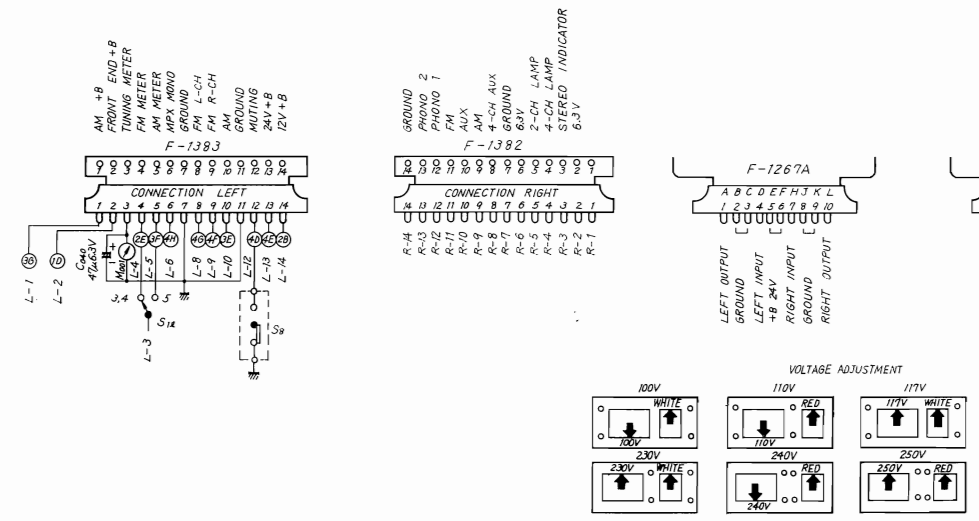 AM +B
FRONT END +B
TUNING METER
FM METER
AM METER
MPX MONO
GROUND
FM L-CH
FM R-CH
AM
GROUND
MUTING
24V +B
12V +B
F-1383
1 2 3 4 5 6 7 8 9 10 11 12 13 14
CONNECTION LEFT
1 2 3 4 5 6 7 8 9 10 11 12 13 14
3G
1D
C040
47μ6.3V
+
M001
2E
3F
4H
4G
4F
3E
4D
4E
2B
L-1
L-2
L-4
L-5
L-6
L-8
L-9
L-10
L-12
L-13
L-14
3,4
5
L-3
S8
GROUND
PHONO 2
PHONO 1
FM
AUX
AM
4-CH AUX
GROUND
6.3V
2-CH LAMP
4-CH LAMP
STEREO INDICATOR
6.3V
F-1382
14 13 12 11 10 9 8 7 6 5 4 3 2 1
CONNECTION RIGHT
14 13 12 11 10 9 8 7 6 5 4 3 2 1
R-14
R-13
R-12
R-11
R-10
R-9
R-8
R-7
R-6
R-5
R-4
R-3
R-2
R-1
F-1267A
A B C D E F H J K L
1 2 3 4 5 6 7 8 9 10
LEFT OUTPUT
GROUND
LEFT INPUT
+B 24V
RIGHT INPUT
GROUND
RIGHT OUTPUT
VOLTAGE ADJUSTMENT
100V
WHITE
100V
110V
RED
110V
117V
117V WHITE
230V
230V WHITE
240V
RED
240V
250V
250V RED